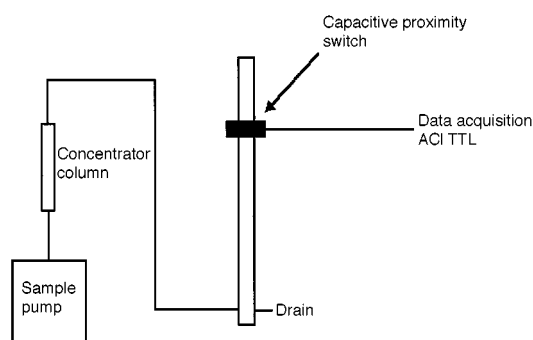 Capacitive proximity
switch
Data acquisition
ACI TTL
Concentrator
column
Sample
pump
Drain